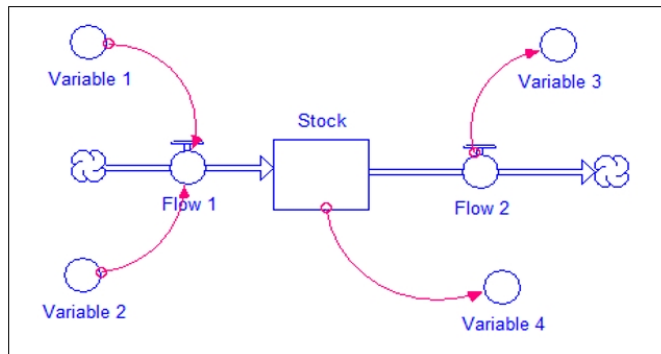 Variable 1
Variable 3
Stock
Flow 1
Flow 2
Variable 2
Variable 4